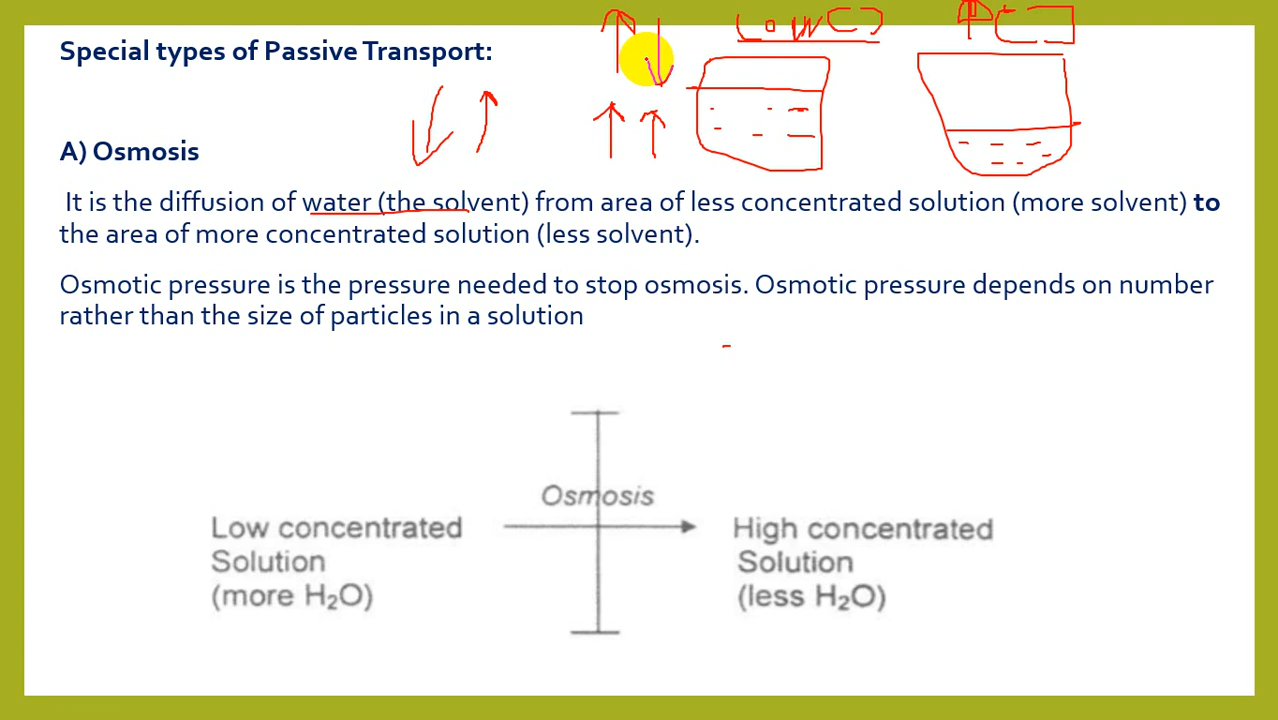 Low C)
Special types of Passive Transport:
A) Osmosis
It is the diffusion of water (the solvent) from area of less concentrated solution (more solvent) to
the area of more concentrated solution (less solvent).
Osmotic pressure is the pressure needed to stop osmosis. Osmotic pressure depends on number
rather than the size of particles in a solution
Osmosis
Low concentrated
Solution
(more H₂O)
High concentrated
Solution
(less H₂O)